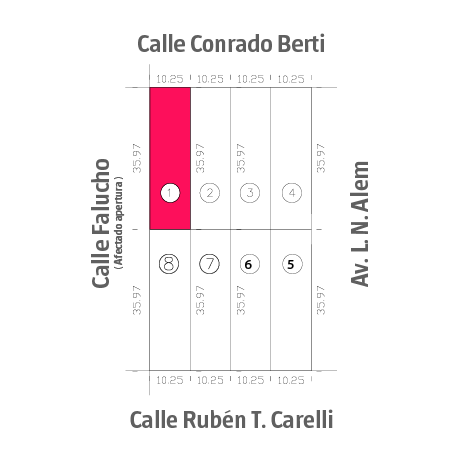 Calle Conrado Berti
10.25 10.25 10.25 10.25
Calle Falucho
(Afectado apertura)
35.97 35.97 35.97 35.97
1 2 3 4
Av. L. N. Alem
8 7 6 5
35.97 35.97 35.97 35.97
10.25 10.25 10.25 10.25
Calle Rubén T. Carelli